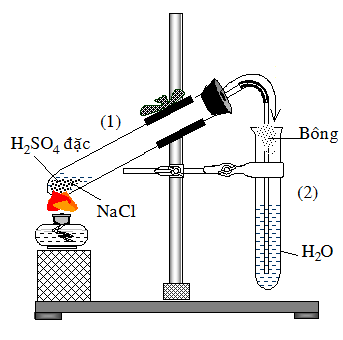 (1)
H₂SO₄ đặc
NaCl
Bông
(2)
H₂O